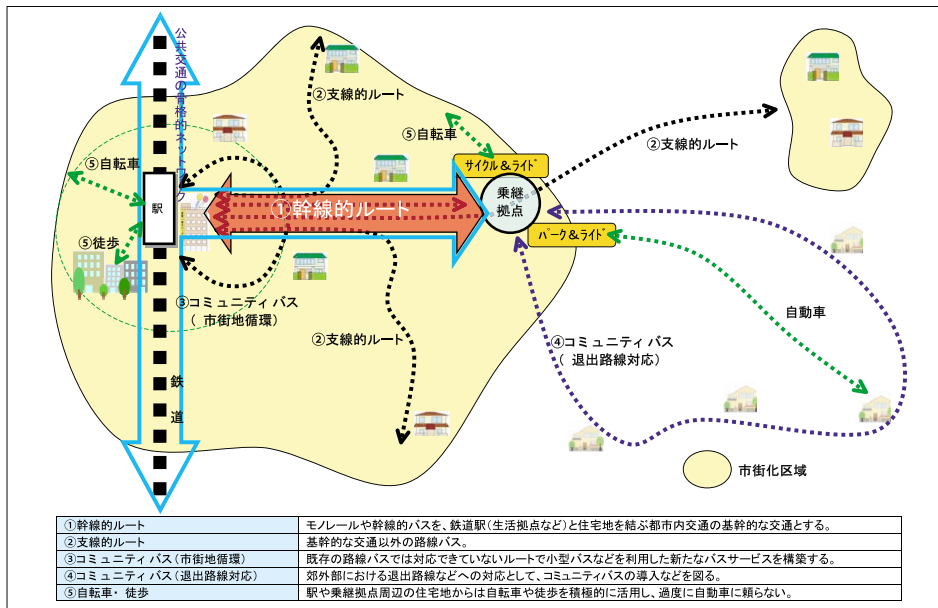 公共交通の骨格的ネットワーク
②支線的ルート
⑤自転車
⑤自転車
サイクル&ライド
②支線的ルート
駅
①幹線的ルート
乗継
拠点
パーク&ライド
⑤徒歩
③コミュニティバス
(市街地循環)
②支線的ルート
④コミュニティバス
(退出路線対応)
自動車
鉄道
市街化区域
①幹線的ルート モノレールや幹線的バスを、鉄道駅(生活拠点など)と住宅地を結ぶ都市内交通の基幹的な交通とする。
②支線的ルート 基幹的な交通以外の路線バス。
③コミュニティバス(市街地循環) 既存の路線バスでは対応できていないルートで小型バスなどを利用した新たなバスサービスを構築する。
④コミュニティバス(退出路線対応) 郊外部における退出路線などへの対応として、コミュニティバスの導入などを図る。
⑤自転車・徒歩 駅や乗継拠点周辺の住宅地からは自転車や徒歩を積極的に活用し、過度に自動車に頼らない。